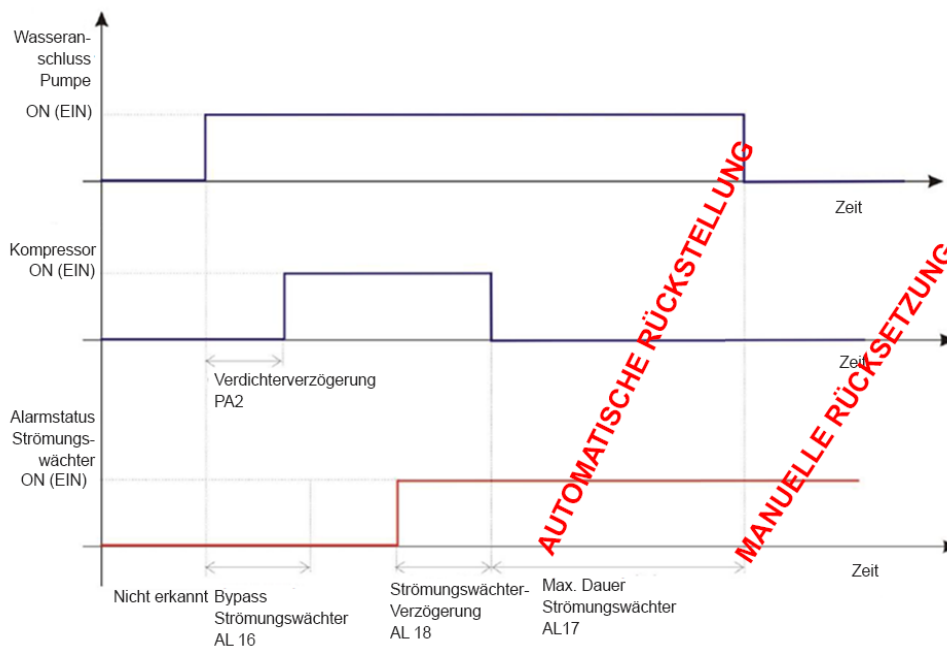 Wasseran-
schluss
Pumpe
ON (EIN)
Zeit
Kompressor
ON (EIN)
Zeit
Verdichterverzögerung
PA2
Alarmstatus
Strömungs-
wächter
ON (EIN)
Zeit
AUTOMATISCHE RÜCKSTELLUNG
MANUELLE RÜCKSETZUNG
Nicht erkannt
Bypass
Strömungswächter
AL 16
Strömungswächter-
Verzögerung
AL 18
Max. Dauer
Strömungswächter
AL17